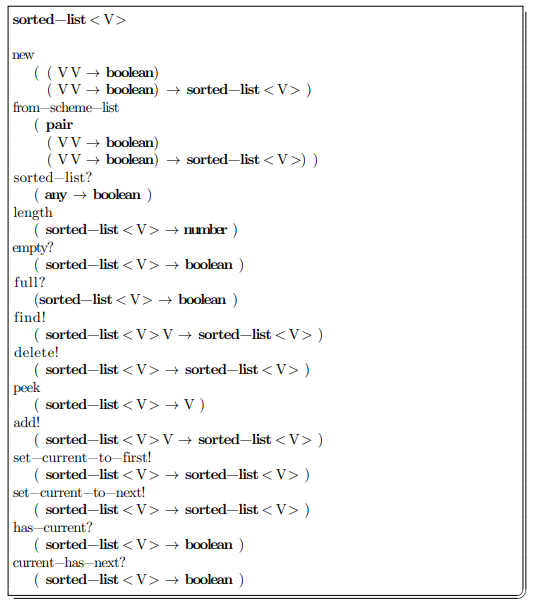 sorted−list < V >
new
( ( V V → boolean)
( V V → boolean) → sorted−list < V > )
from−scheme−list
( pair
( V V → boolean)
( V V → boolean) → sorted−list < V >) )
sorted−list?
( any → boolean )
length
( sorted−list < V > → number )
empty?
( sorted−list < V > → boolean )
full?
(sorted−list < V > → boolean )
find!
( sorted−list < V > V → sorted−list < V > )
delete!
( sorted−list < V > → sorted−list < V > )
peek
( sorted−list < V > → V )
add!
( sorted−list < V > V → sorted−list < V > )
set−current−to−first!
( sorted−list < V > → sorted−list < V > )
set−current−to−next!
( sorted−list < V > → sorted−list < V > )
has−current?
( sorted−list < V > → boolean )
current−has−next?
( sorted−list < V > → boolean )